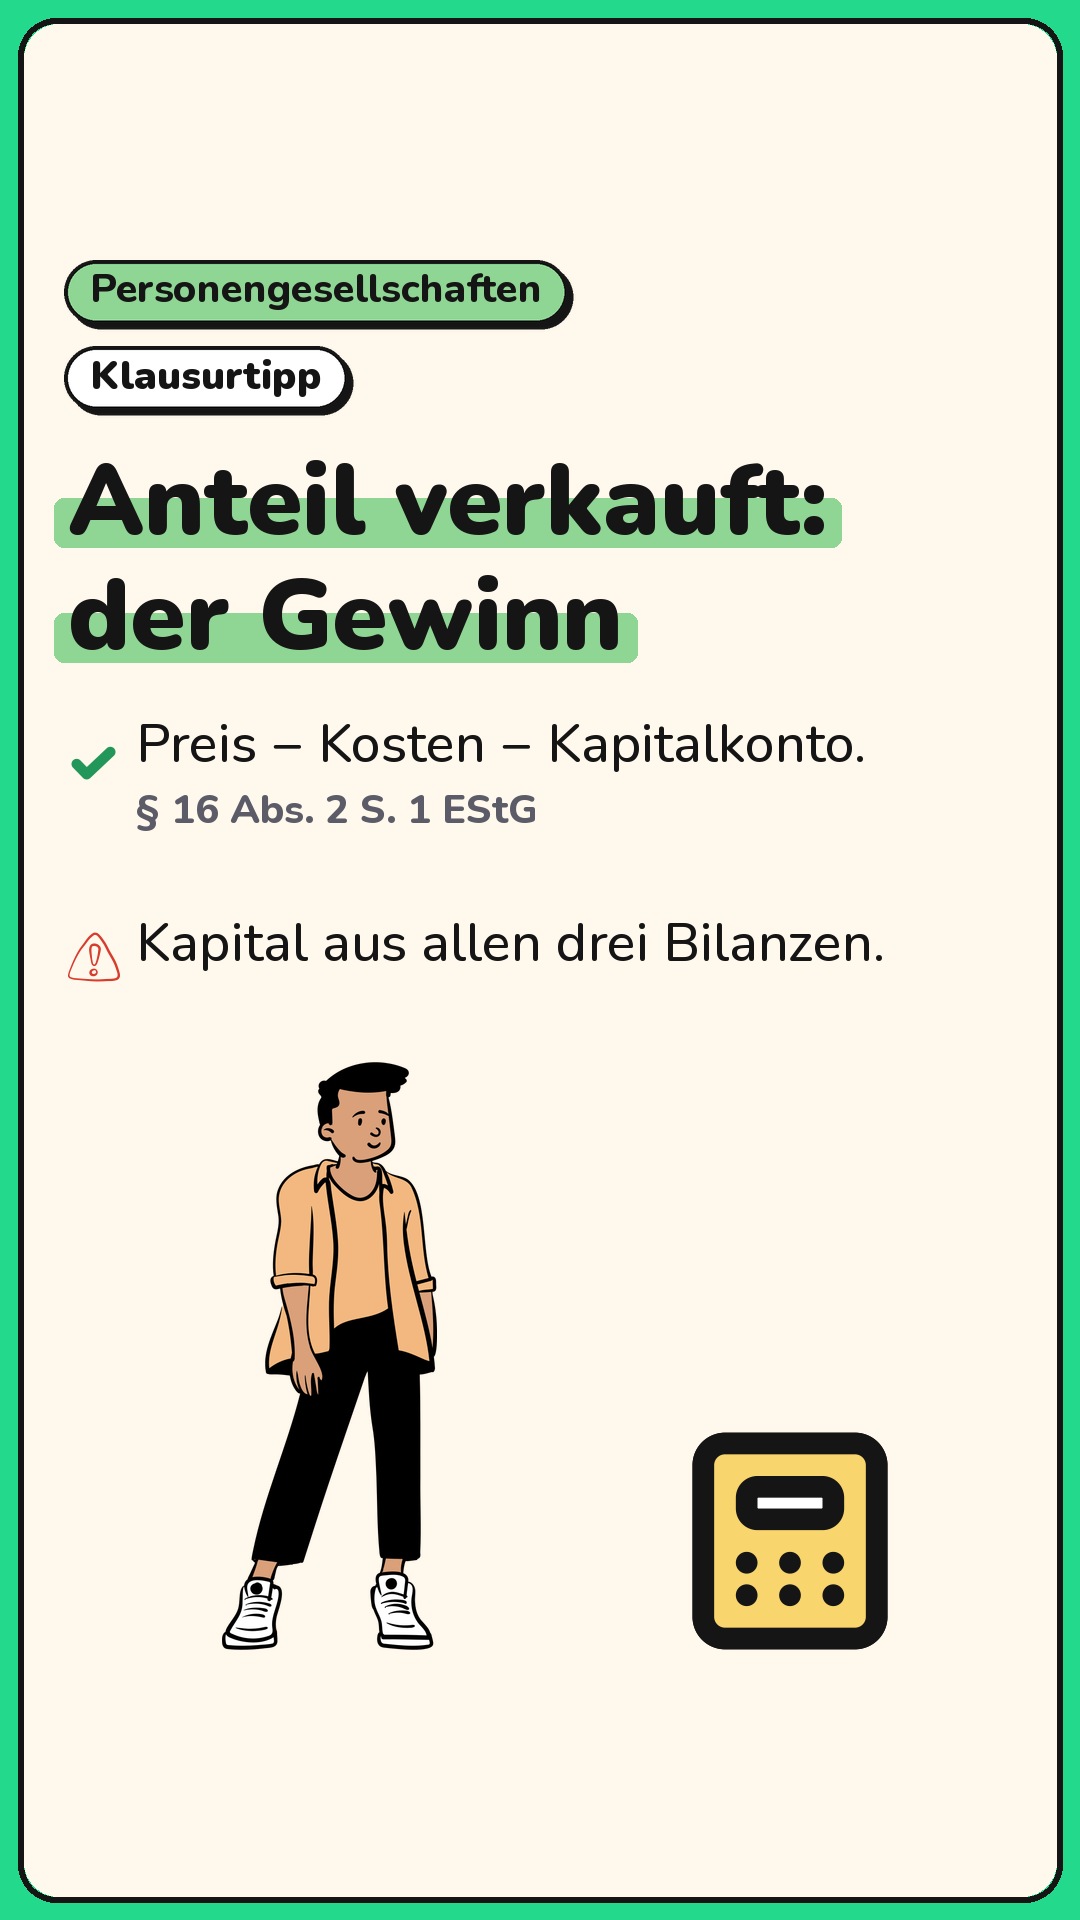 Personengesellschaften
Klausurtipp
Anteil verkauft:
der Gewinn
Preis – Kosten – Kapitalkonto.
§ 16 Abs. 2 S. 1 EStG
Kapital aus allen drei Bilanzen.